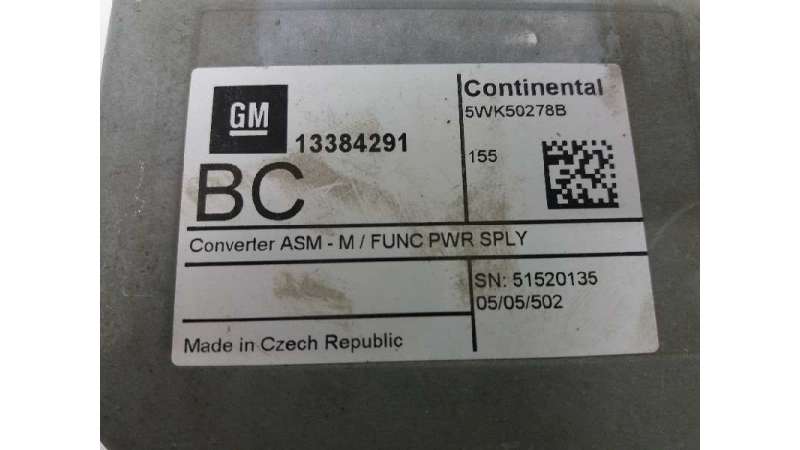 GM
13384291
BC
Continental
5WK50278B
155
Converter ASM - M / FUNC PWR SPLY
SN: 51520135
05/05/502
Made in Czech Republic